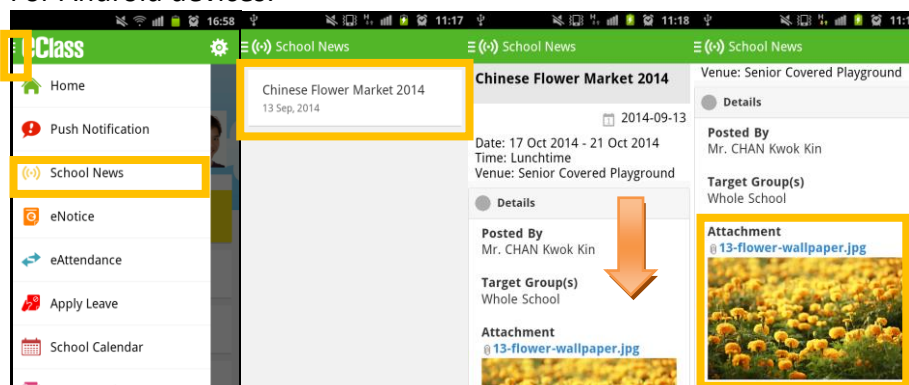 For Android devices:
16:58
eClass
Home
Push Notification
School News
eNotice
eAttendance
Apply Leave
School Calendar
11:17
School News
Chinese Flower Market 2014
13 Sep, 2014
11:18
School News
Chinese Flower Market 2014
2014-09-13
Date: 17 Oct 2014 - 21 Oct 2014
Time: Lunchtime
Venue: Senior Covered Playground
Details
Posted By
Mr. CHAN Kwok Kin
Target Group(s)
Whole School
Attachment
13-flower-wallpaper.jpg
School News
Venue: Senior Covered Playground
Details
Posted By
Mr. CHAN Kwok Kin
Target Group(s)
Whole School
Attachment
13-flower-wallpaper.jpg